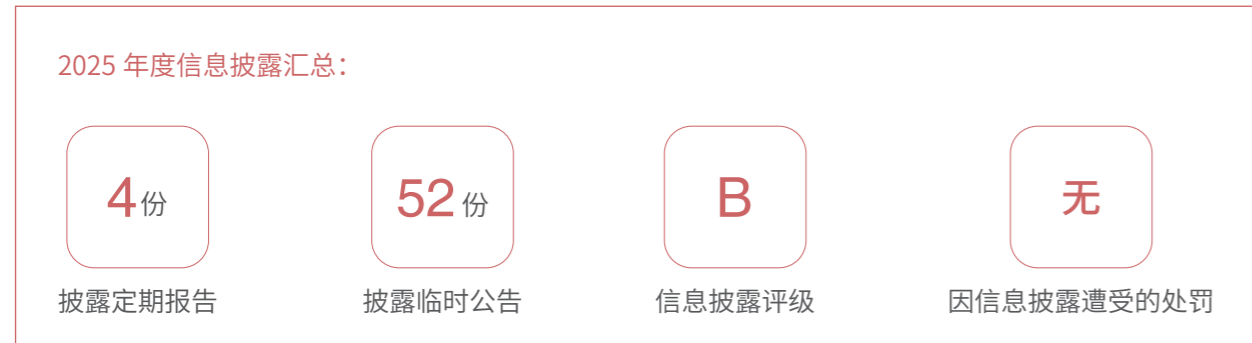 2025 年度信息披露汇总：
4 份
52 份
B
无
披露定期报告
披露临时公告
信息披露评级
因信息披露遭受的处罚